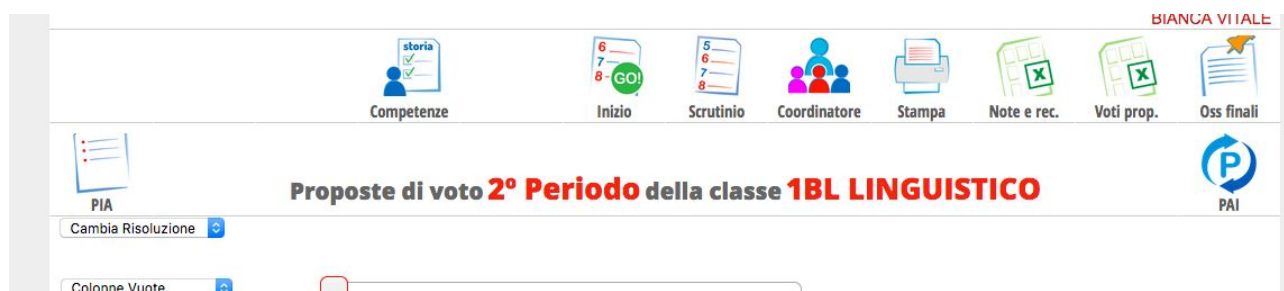 BIANCA VITALE
storia
6
7
8 GO!
5
6
7
8
X
X
Competenze Inizio Scrutinio Coordinatore Stampa Note e rec. Voti prop. Oss finali
P
Proposte di voto 2° Periodo della classe 1BL LINGUISTICO
PIA PAI
Cambia Risoluzione
Colonne Vuote